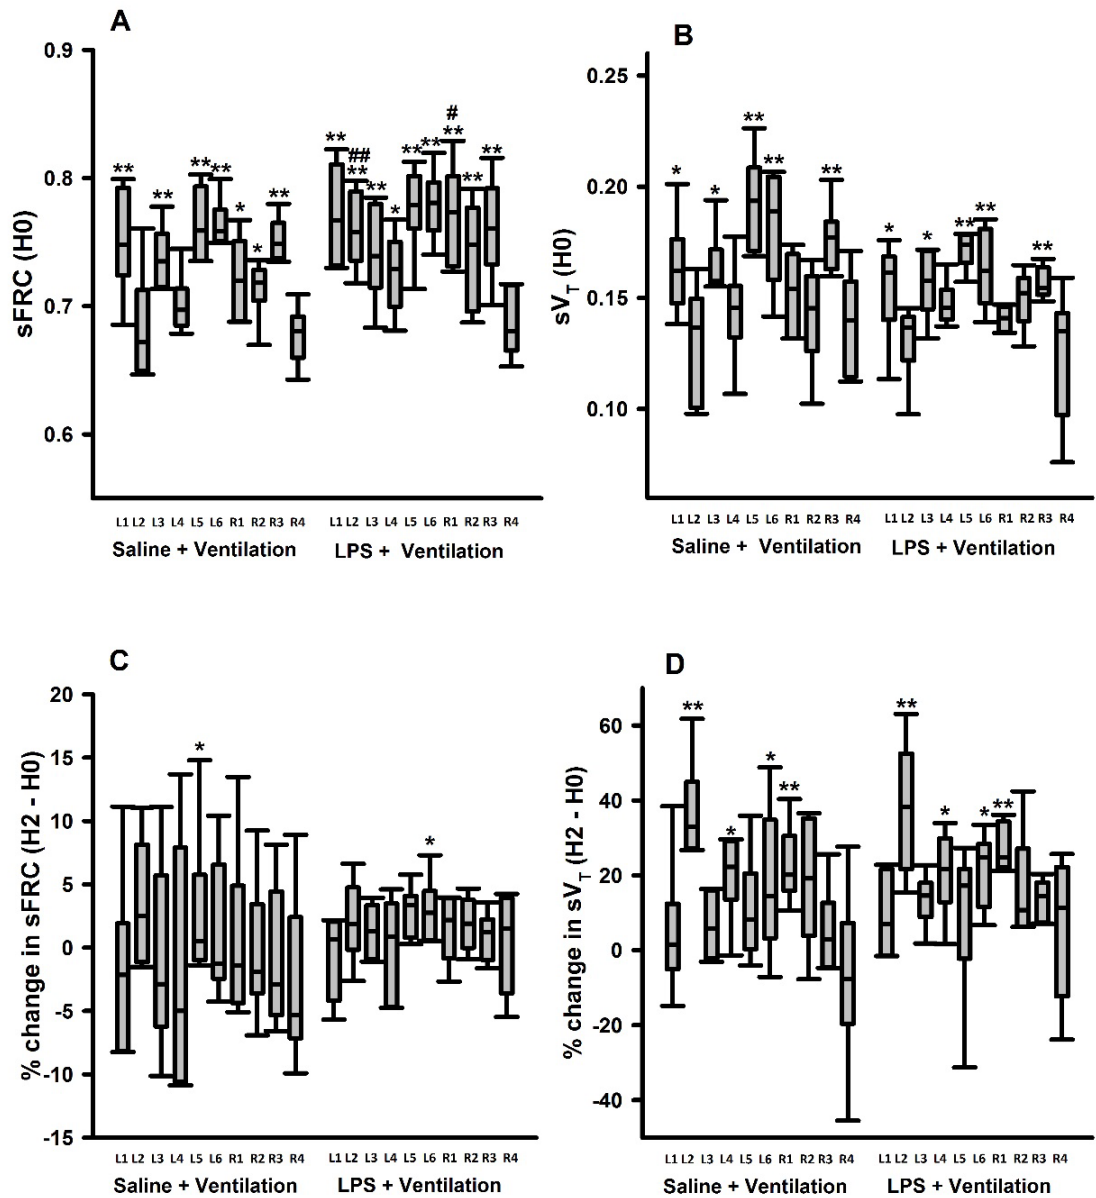 A
B
0.9
0.8
0.7
0.6
sFRC (H0)
** ** ** ** * * **
** ## ** ** * ** ** # ** ** **
L1 L2 L3 L4 L5 L6 R1 R2 R3 R4 L1 L2 L3 L4 L5 L6 R1 R2 R3 R4
Saline + Ventilation LPS + Ventilation
0.25
0.20
0.15
0.10
sVT (H0)
* * ** ** **
* * ** ** **
L1 L2 L3 L4 L5 L6 R1 R2 R3 R4 L1 L2 L3 L4 L5 L6 R1 R2 R3 R4
Saline + Ventilation LPS + Ventilation
C
D
20
15
10
5
0
-5
-10
-15
% change in sFRC (H2 - H0)
* *
L1 L2 L3 L4 L5 L6 R1 R2 R3 R4 L1 L2 L3 L4 L5 L6 R1 R2 R3 R4
Saline + Ventilation LPS + Ventilation
60
40
20
0
-20
-40
% change in sVT (H2 - H0)
** * * **
** * * **
L1 L2 L3 L4 L5 L6 R1 R2 R3 R4 L1 L2 L3 L4 L5 L6 R1 R2 R3 R4
Saline + Ventilation LPS + Ventilation